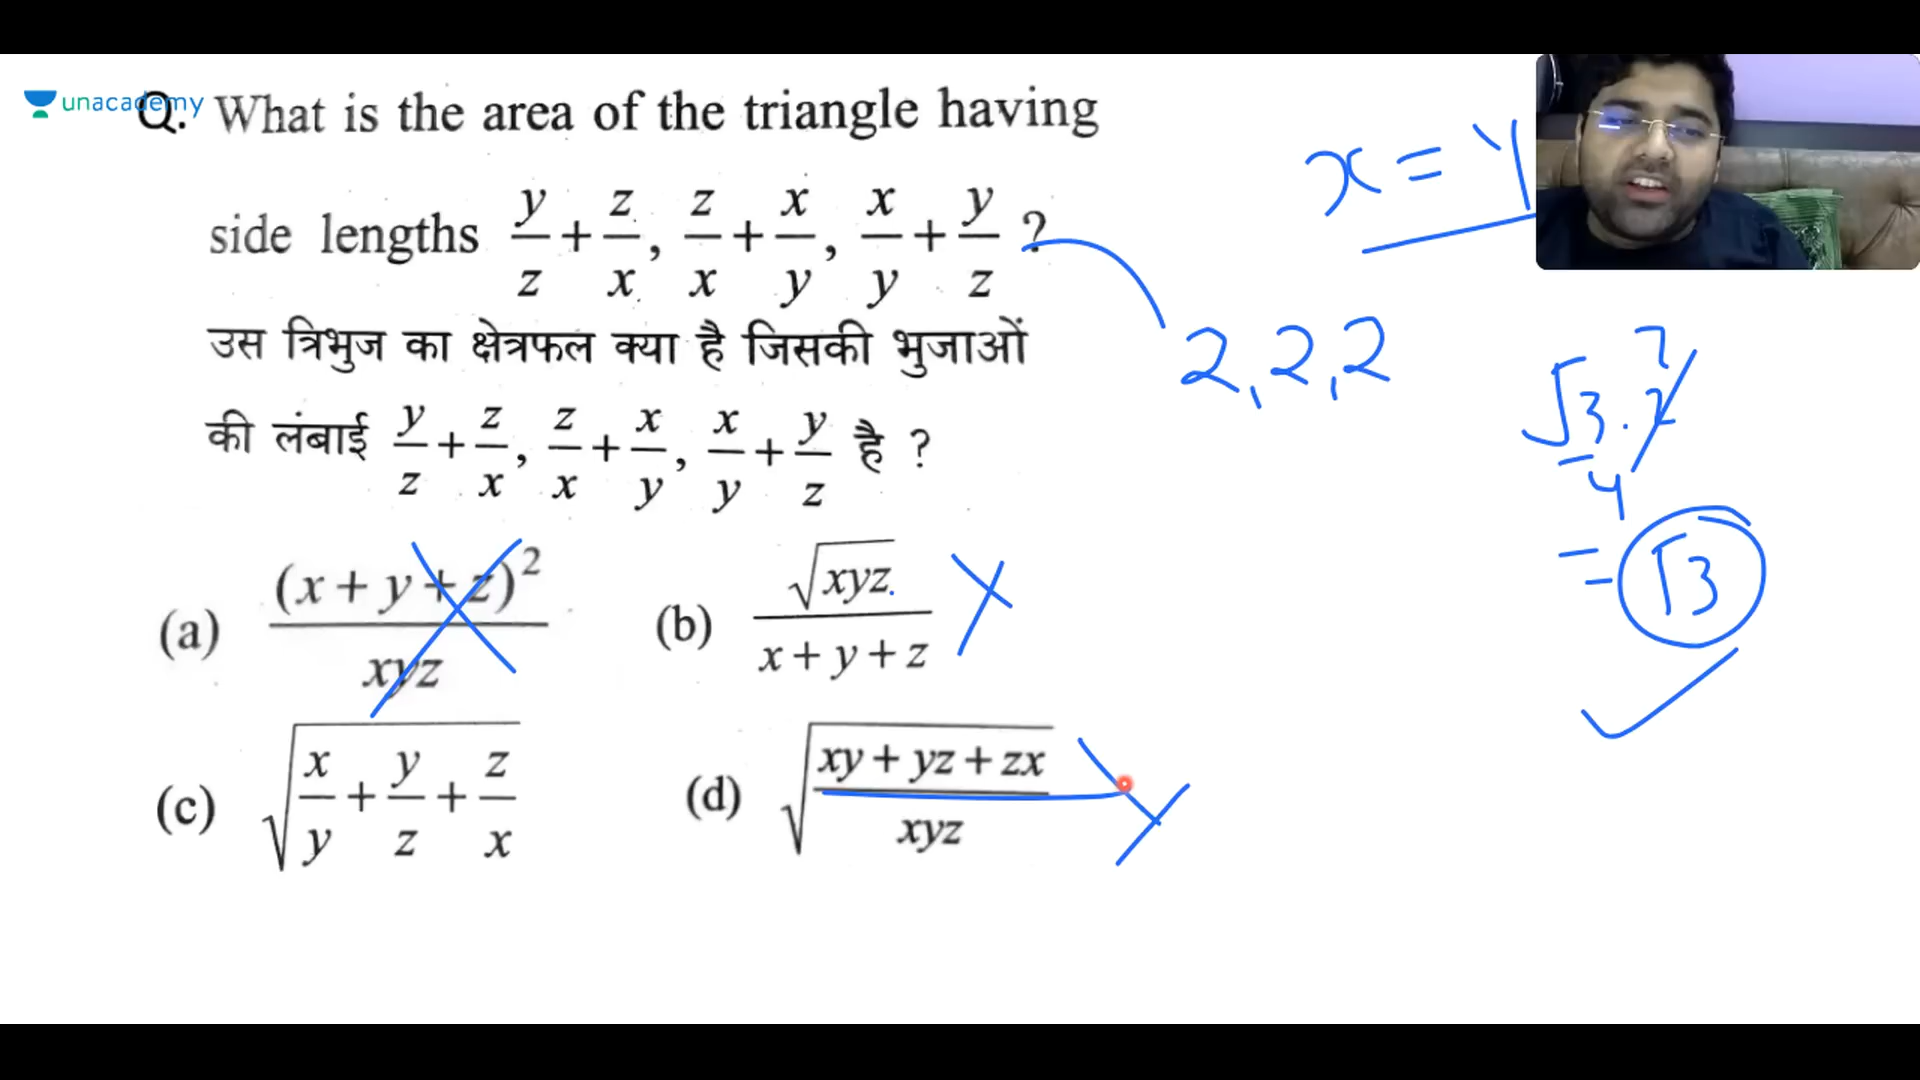 unacademy
Q. What is the area of the triangle having
side lengths y/z + z/x, z/x + x/y, x/y + y/z ?
उस त्रिभुज का क्षेत्रफल क्या है जिसकी भुजाओं
की लंबाई y/z + z/x, z/x + x/y, x/y + y/z है ?
(a) (x + y + z)²/xyz
(b) √xyz/x + y + z
(c) √x/y + y/z + z/x
(d) √xy + yz + zx/xyz
x = y
2, 2, 2
√3
4
= √3